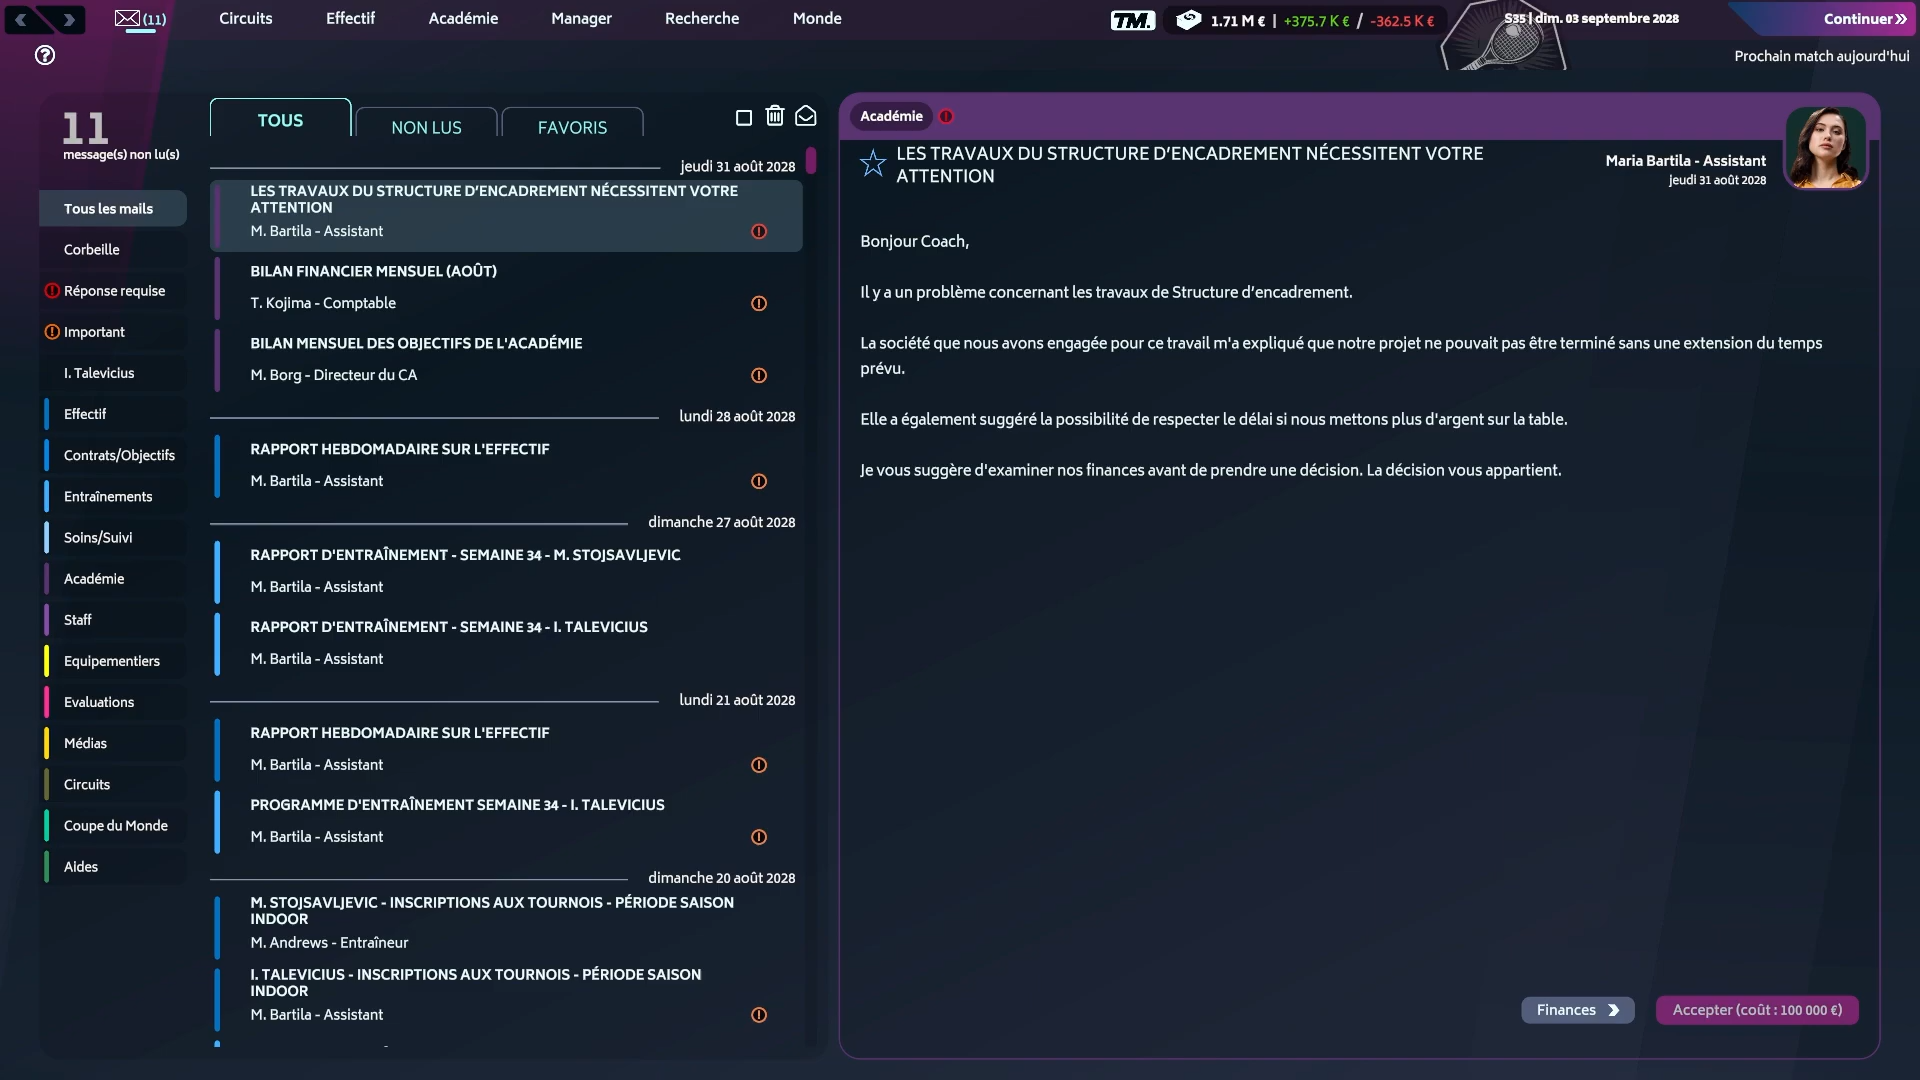 (11)
Circuits
Effectif
Académie
Manager
Recherche
Monde
TM.
1.71 M € | +375.7 K € / -362.5 K €
S35 | dim. 03 septembre 2028
Continuer
Prochain match aujourd'hui
11
message(s) non lu(s)
Tous les mails
Corbeille
Réponse requise
Important
I. Talevicius
Effectif
Contrats/Objectifs
Entraînements
Soins/Suivi
Académie
Staff
Equipementiers
Evaluations
Médias
Circuits
Coupe du Monde
Aides
TOUS
NON LUS
FAVORIS
jeudi 31 août 2028
LES TRAVAUX DU STRUCTURE D’ENCADREMENT NÉCESSITENT VOTRE
ATTENTION
M. Bartila - Assistant
BILAN FINANCIER MENSUEL (AOÛT)
T. Kojima - Comptable
BILAN MENSUEL DES OBJECTIFS DE L'ACADÉMIE
M. Borg - Directeur du CA
lundi 28 août 2028
RAPPORT HEBDOMADAIRE SUR L'EFFECTIF
M. Bartila - Assistant
dimanche 27 août 2028
RAPPORT D'ENTRAÎNEMENT - SEMAINE 34 - M. STOJSAVLJEVIC
M. Bartila - Assistant
RAPPORT D'ENTRAÎNEMENT - SEMAINE 34 - I. TALEVICIUS
M. Bartila - Assistant
lundi 21 août 2028
RAPPORT HEBDOMADAIRE SUR L'EFFECTIF
M. Bartila - Assistant
PROGRAMME D'ENTRAÎNEMENT SEMAINE 34 - I. TALEVICIUS
M. Bartila - Assistant
dimanche 20 août 2028
M. STOJSAVLJEVIC - INSCRIPTIONS AUX TOURNOIS - PÉRIODE SAISON
INDOOR
M. Andrews - Entraîneur
I. TALEVICIUS - INSCRIPTIONS AUX TOURNOIS - PÉRIODE SAISON
INDOOR
M. Bartila - Assistant
Académie
LES TRAVAUX DU STRUCTURE D’ENCADREMENT NÉCESSITENT VOTRE
ATTENTION
Maria Bartila - Assistant
jeudi 31 août 2028
Bonjour Coach,
Il y a un problème concernant les travaux de Structure d’encadrement.
La société que nous avons engagée pour ce travail m'a expliqué que notre projet ne pouvait pas être terminé sans une extension du temps
prévu.
Elle a également suggéré la possibilité de respecter le délai si nous mettons plus d'argent sur la table.
Je vous suggère d'examiner nos finances avant de prendre une décision. La décision vous appartient.
Finances
Accepter (coût : 100 000 €)